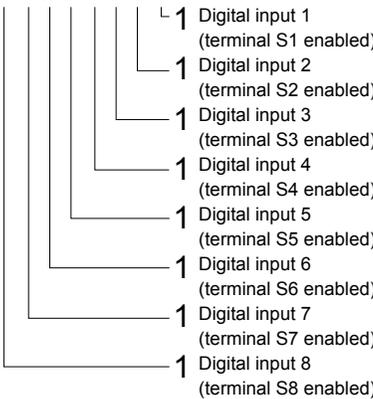 1 Digital input 1
(terminal S1 enabled)
1 Digital input 2
(terminal S2 enabled)
1 Digital input 3
(terminal S3 enabled)
1 Digital input 4
(terminal S4 enabled)
1 Digital input 5
(terminal S5 enabled)
1 Digital input 6
(terminal S6 enabled)
1 Digital input 7
(terminal S7 enabled)
1 Digital input 8
(terminal S8 enabled)